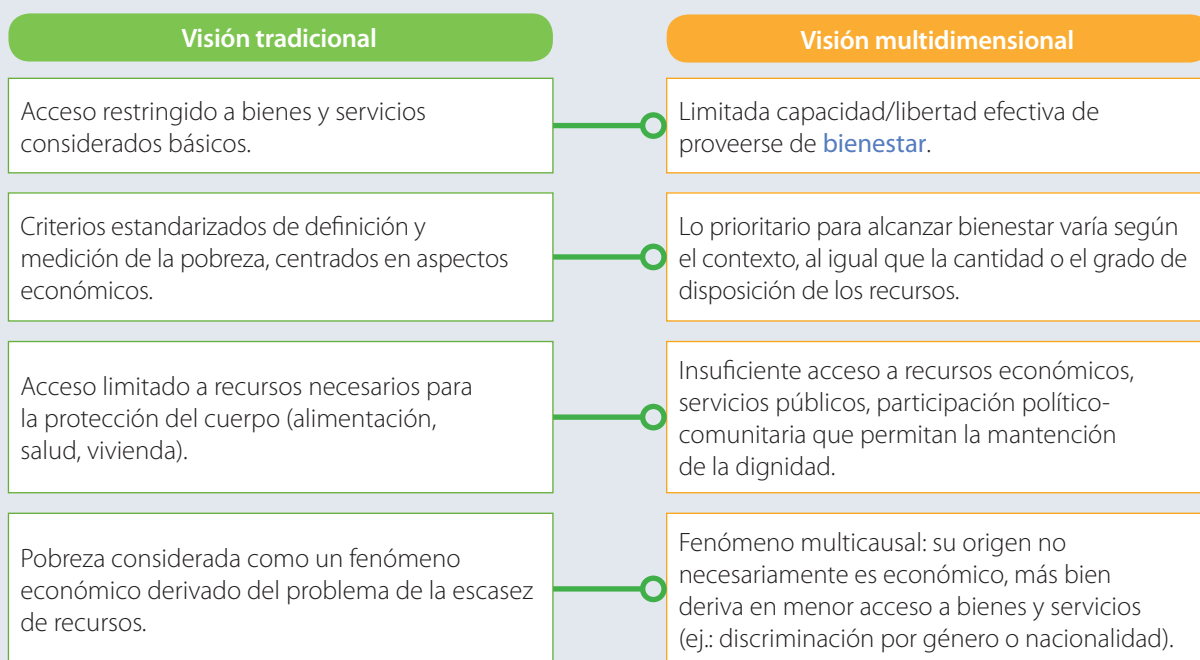 Visión tradicional
Visión multidimensional
Acceso restringido a bienes y servicios
considerados básicos.
Limitada capacidad/libertad efectiva de
proveerse de bienestar.
Criterios estandarizados de definición y
medición de la pobreza, centrados en aspectos
económicos.
Lo prioritario para alcanzar bienestar varía según
el contexto, al igual que la cantidad o el grado de
disposición de los recursos.
Acceso limitado a recursos necesarios para
la protección del cuerpo (alimentación,
salud, vivienda).
Insuficiente acceso a recursos económicos,
servicios públicos, participación político-
comunitaria que permitan la mantención
de la dignidad.
Pobreza considerada como un fenómeno
económico derivado del problema de la escasez
de recursos.
Fenómeno multicausal: su origen no
necesariamente es económico, más bien
deriva en menor acceso a bienes y servicios
(ej.: discriminación por género o nacionalidad).